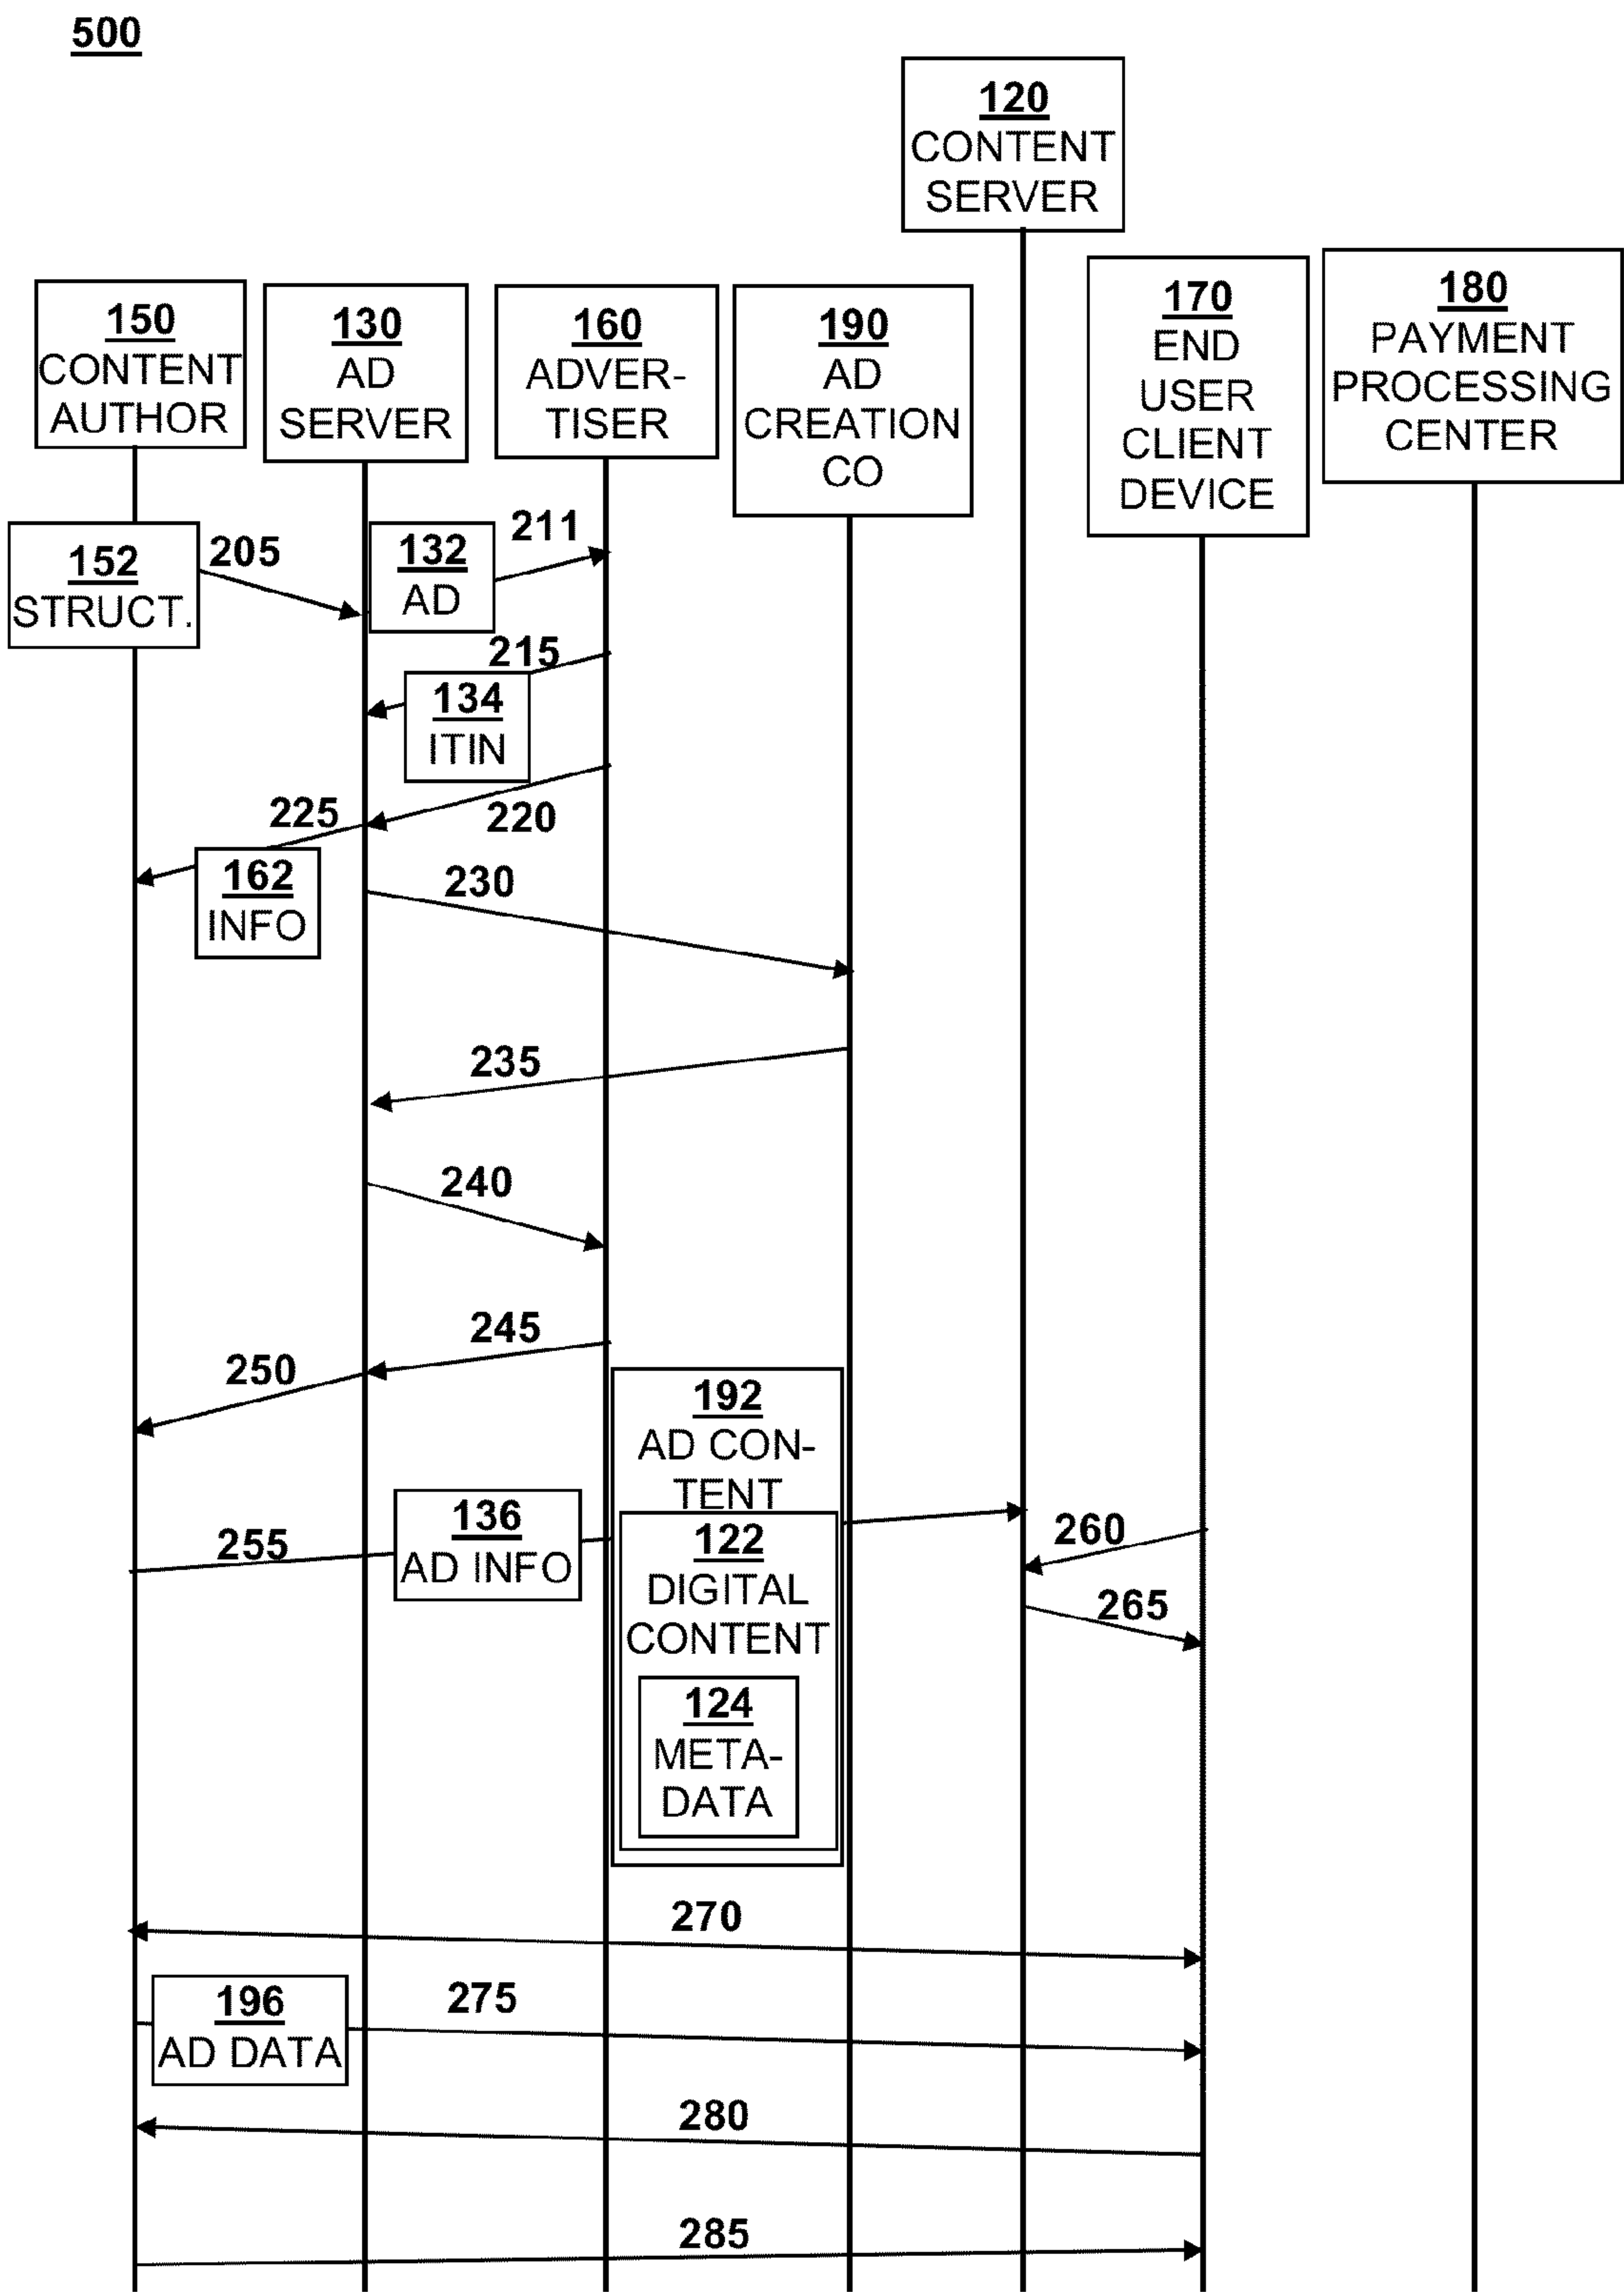 500
120
CONTENT
SERVER
150
CONTENT
AUTHOR
130
AD
SERVER
160
ADVER-
TISER
190
AD
CREATION
CO
170
END
USER
CLIENT
DEVICE
180
PAYMENT
PROCESSING
CENTER
152
STRUCT.
205
132
AD
211
215
134
ITIN
220
225
162
INFO
230
235
240
245
250
192
AD CON-
TENT
122
DIGITAL
CONTENT
124
META-
DATA
255
136
AD INFO
260
265
270
196
AD DATA
275
280
285